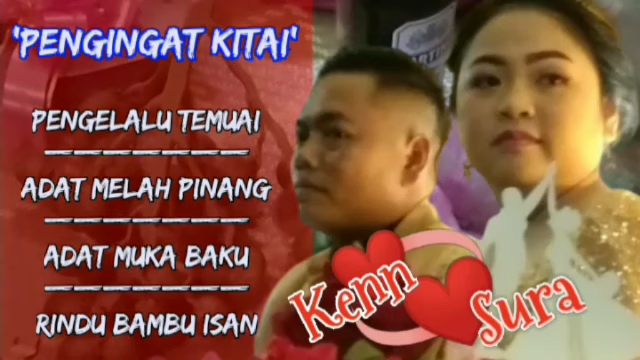 'PENGINGAT KITAI'
PENGELALU TEMUAI
ADAT MELAH PINANG
ADAT MUKA BAKU
RINDU BAMBU ISAN
Kenn
Sura